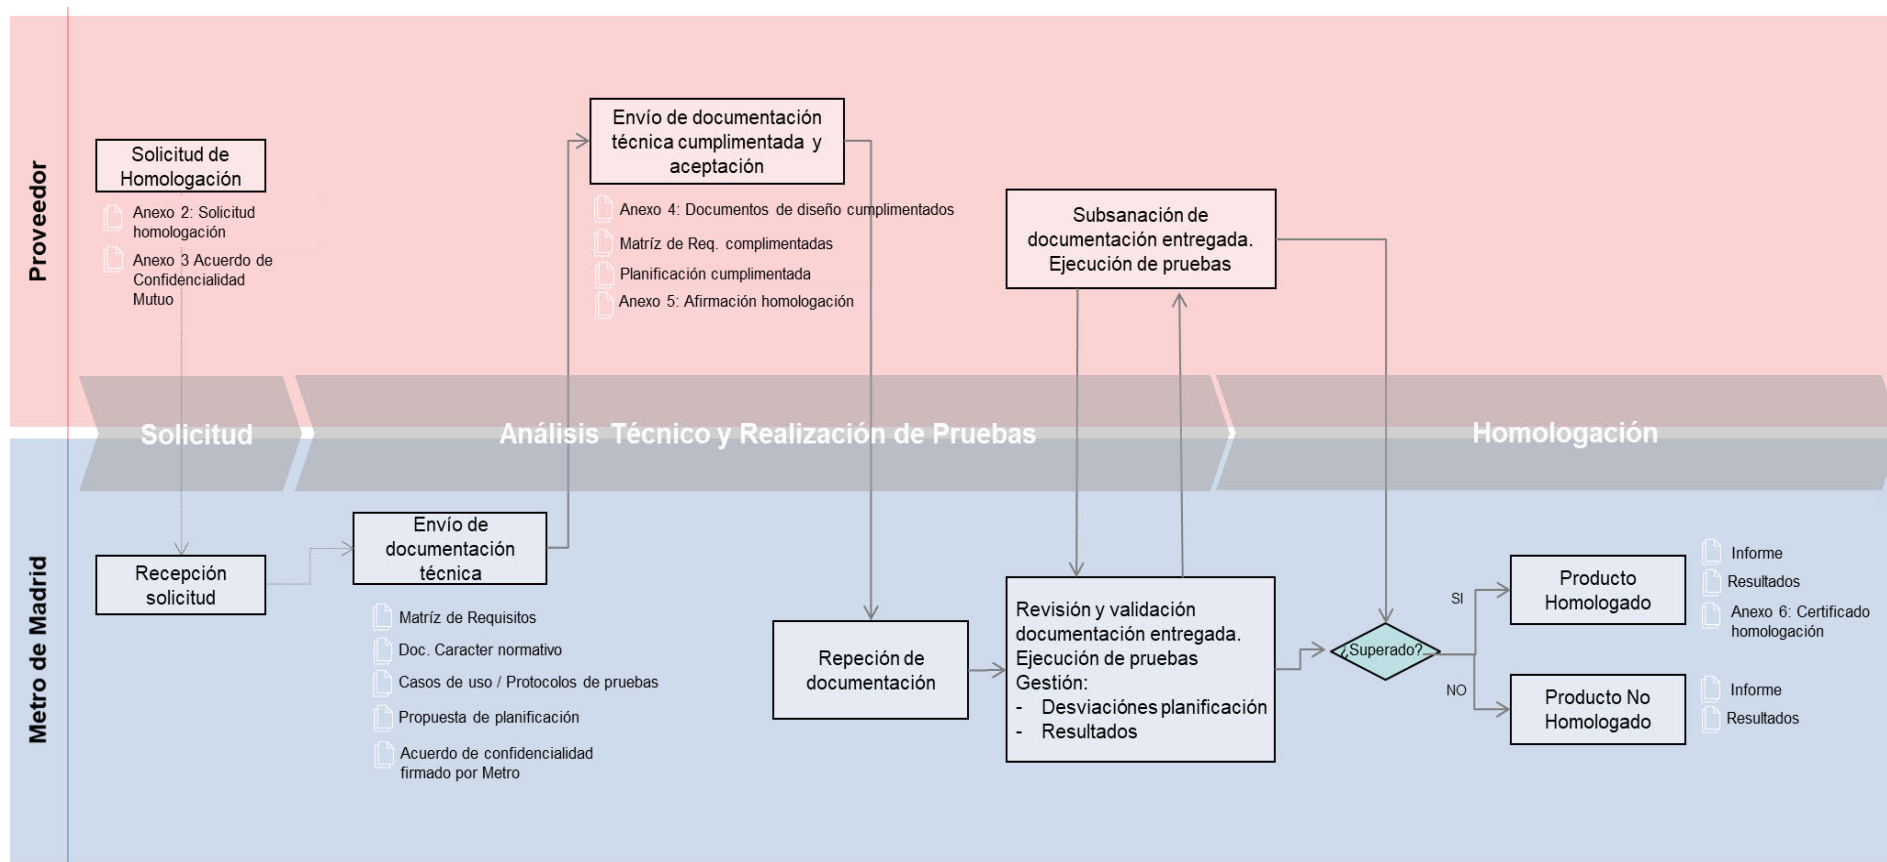 Proveedor
Solicitud de
Homologación
Anexo 2: Solicitud
homologación
Anexo 3 Acuerdo de
Confidencialidad
Mutuo
Envío de documentación
técnica cumplimentada y
aceptación
Anexo 4: Documentos de diseño cumplimentados
Matríz de Req. complimentadas
Planificación cumplimentada
Anexo 5: Afirmación homologación
Subsanación de
documentación entregada.
Ejecución de pruebas
Solicitud
Análisis Técnico y Realización de Pruebas
Homologación
Metro de Madrid
Recepción
solicitud
Envío de
documentación
técnica
Matríz de Requisitos
Doc. Caracter normativo
Casos de uso / Protocolos de pruebas
Propuesta de planificación
Acuerdo de confidencialidad
firmado por Metro
Repeción de
documentación
Revisión y validación
documentación entregada.
Ejecución de pruebas
Gestión:
- Desviaciónes planificación
- Resultados
¿Superado?
SI
NO
Producto
Homologado
Informe
Resultados
Anexo 6: Certificado
homologación
Producto No
Homologado
Informe
Resultados